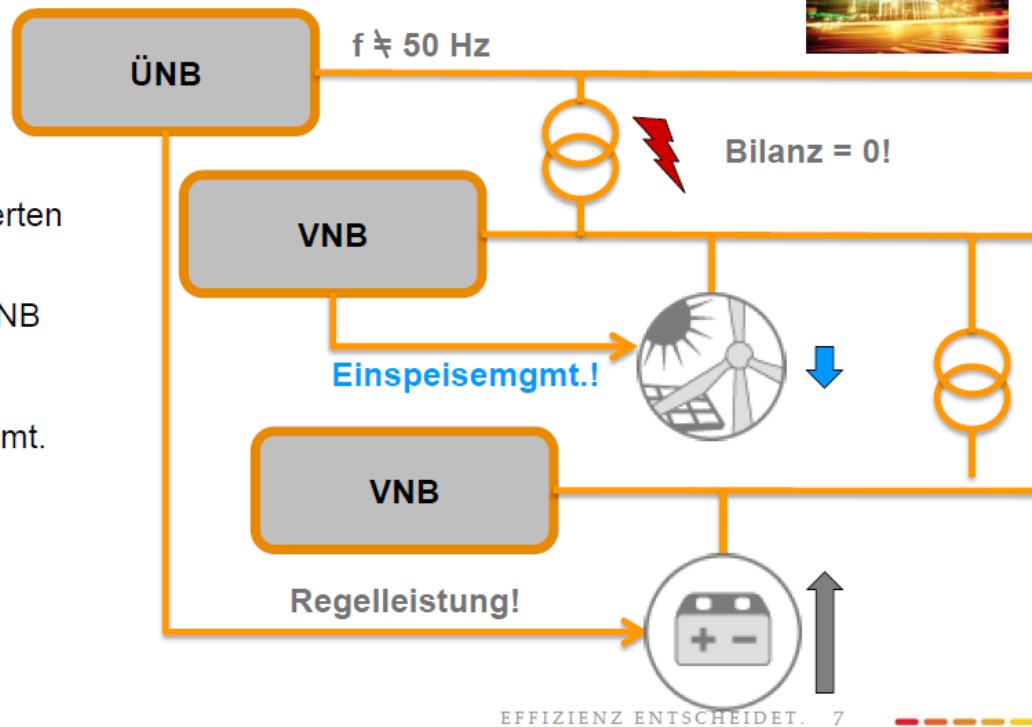 ÜNB
f ≠ 50 Hz
Bilanz = 0!
erten
VNB
NB
Einspeisemgmt.!
mt.
VNB
Regelleistung!
+ −
EFFIZIENZ ENTSCHEIDET. 7